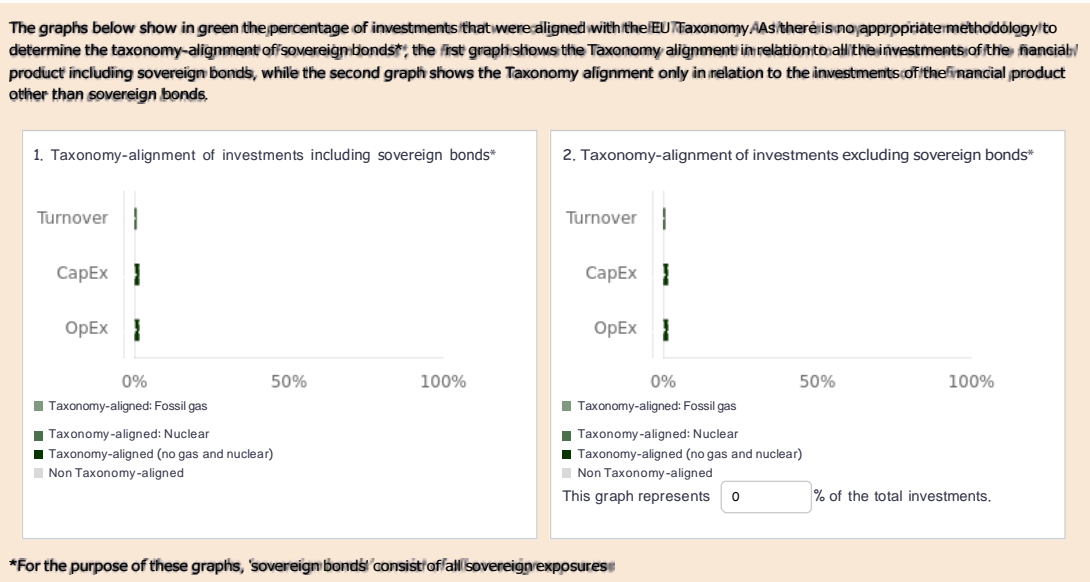 The graphs below show in green the percentage of investments that were aligned with the EU Taxonomy. As there is no appropriate methodology to
determine the taxonomy-alignment of sovereign bonds*, the first graph shows the Taxonomy alignment in relation to all the investments of the financial
product including sovereign bonds, while the second graph shows the Taxonomy alignment only in relation to the investments of the financial product
other than sovereign bonds.
1. Taxonomy-alignment of investments including sovereign bonds*
Turnover
CapEx
OpEx
0% 50% 100%
Taxonomy-aligned: Fossil gas
Taxonomy-aligned: Nuclear
Taxonomy-aligned (no gas and nuclear)
Non Taxonomy-aligned
2. Taxonomy-alignment of investments excluding sovereign bonds*
Turnover
CapEx
OpEx
0% 50% 100%
Taxonomy-aligned: Fossil gas
Taxonomy-aligned: Nuclear
Taxonomy-aligned (no gas and nuclear)
Non Taxonomy-aligned
This graph represents 0 % of the total investments.
*For the purpose of these graphs, 'sovereign bonds' consist of all sovereign exposures